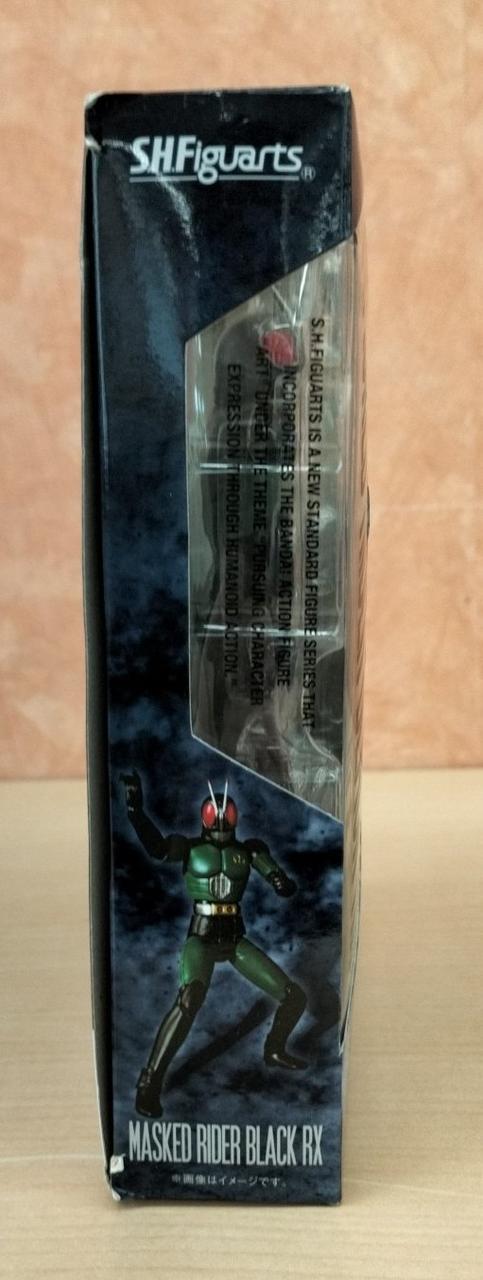 S.H.Figuarts®
S.H.FIGUARTS IS A NEW STANDARD FIGURE SERIES THAT
INCORPORATES THE BANDAI ACTION FIGURE
ART" UNDER THE THEME "PURSUING CHARACTER
EXPRESSION THROUGH HUMANOID ACTION."
MASKED RIDER BLACK RX
※画像はイメージです。